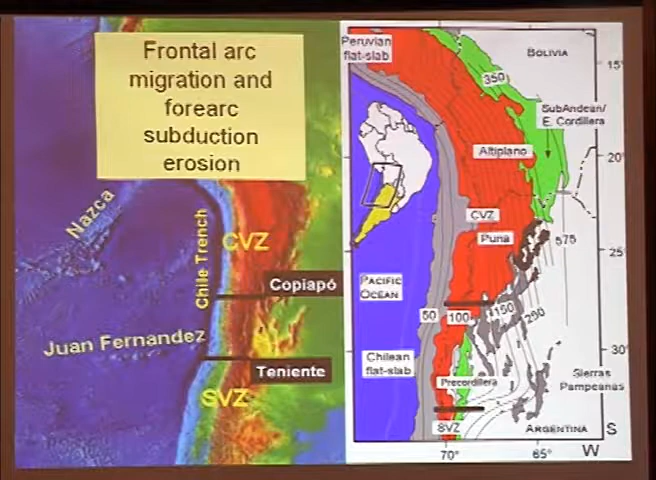 Frontal arc
migration and
forearc
subduction
erosion
Nazca
Chile Trench
CVZ
Copiapó
Juan Fernandez
Teniente
SVZ
Peruvian
flat-slab
BOLIVIA
15°
350
SubAndean/
E. Cordillera
Altiplano
20°
CVZ
Puna
575
25°
PACIFIC
OCEAN
50
100
150
Chilean
flat-slab
30°
Precordillera
Sierras
Pampeanas
SVZ
ARGENTINA
S
70°
65°
W